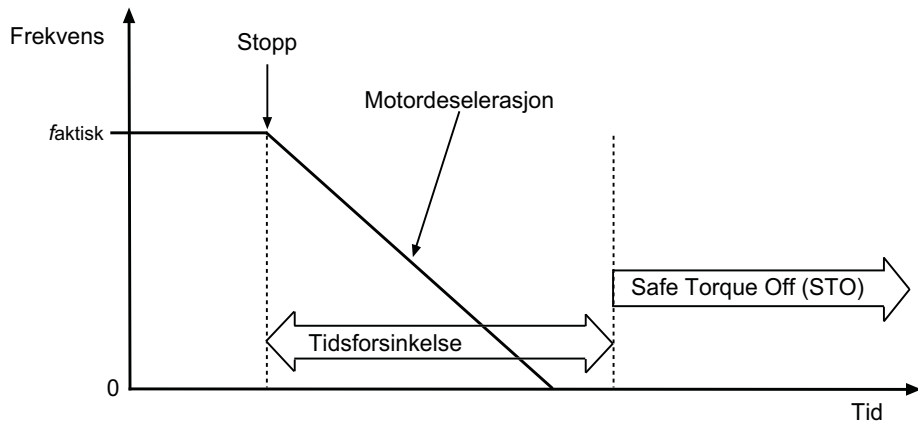 Frekvens
Stopp
Motordeselerasjon
faktisk
Safe Torque Off (STO)
Tidsforsinkelse
0
Tid